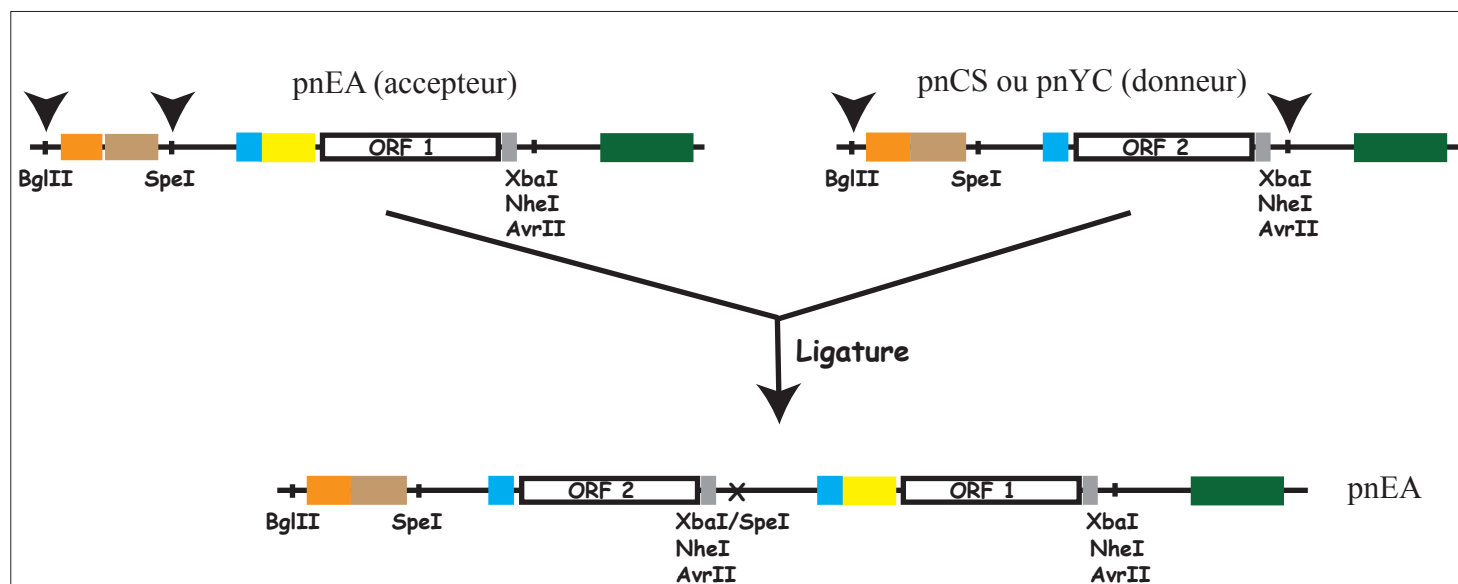 pnEA (accepteur)
pnCS ou pnYC (donneur)
ORF 1
ORF 2
BglII
SpeI
XbaI
NheI
AvrII
BglII
SpeI
XbaI
NheI
AvrII
Ligature
ORF 2
ORF 1
pnEA
BglII
SpeI
XbaI/SpeI
NheI
AvrII
XbaI
NheI
AvrII